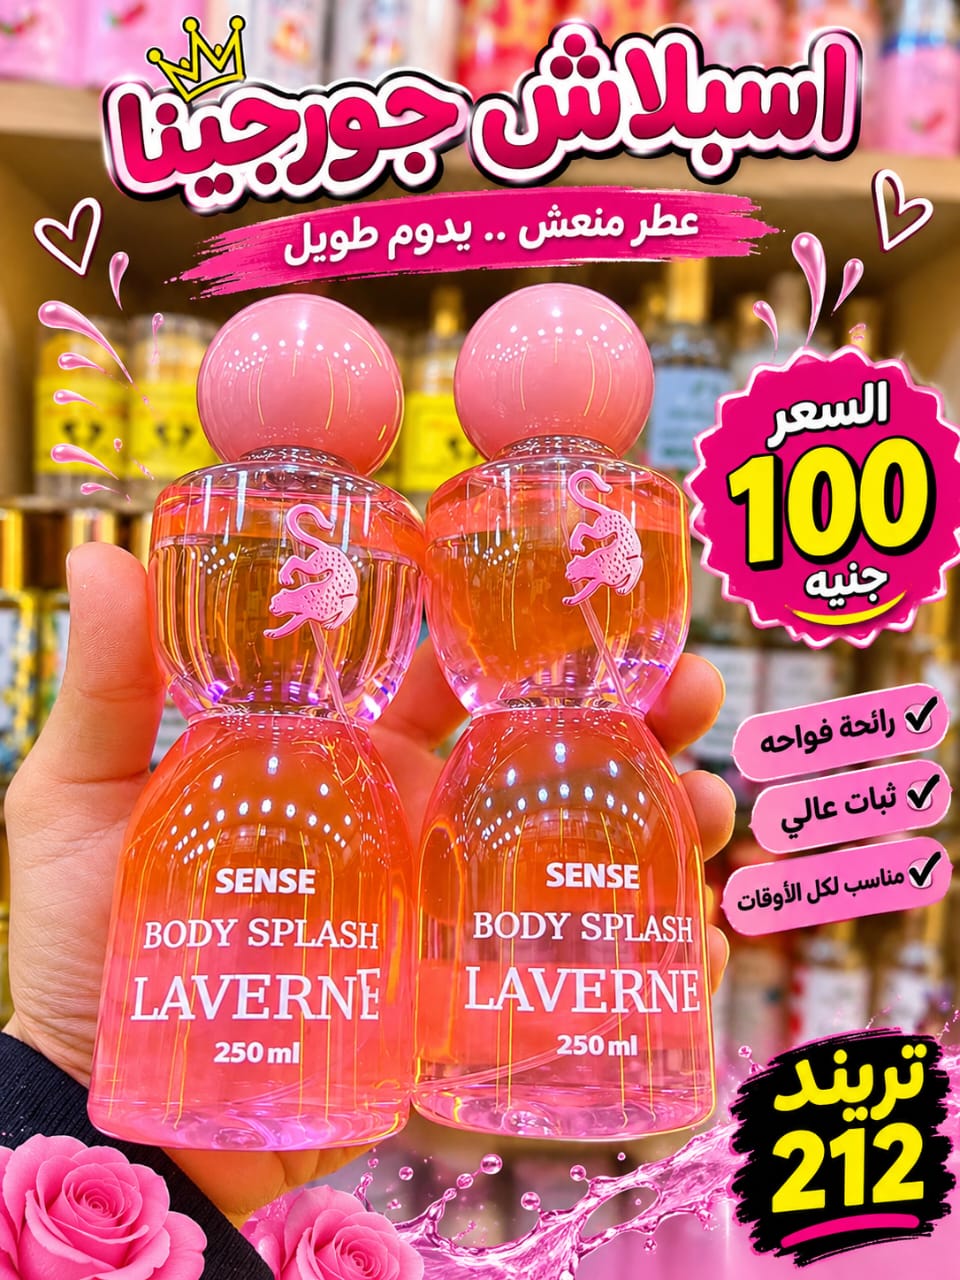 اسبلاش جورجينا
عطر منعش .. يدوم طويل
السعر
100
جنيه
رائحة فواحه
ثبات عالي
مناسب لكل الأوقات
SENSE
BODY SPLASH
LAVERNE
250 ml
SENSE
BODY SPLASH
LAVERNE
250 ml
تريند
212